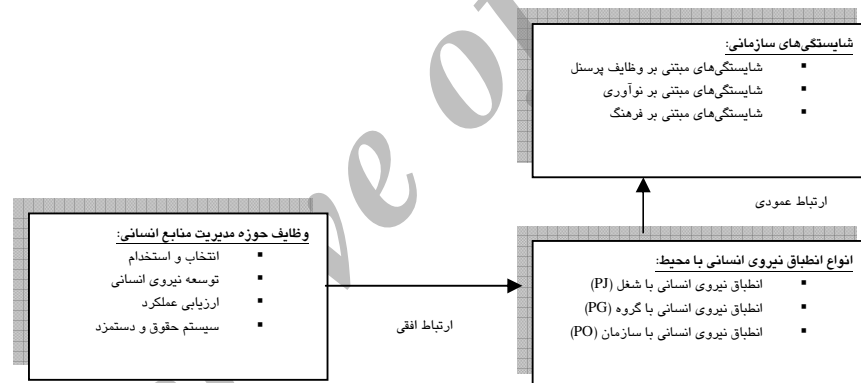 شایستگی‌های سازمانی:
▪ شایستگی‌های مبتنی بر وظایف پرسنل
▪ شایستگی‌های مبتنی بر نوآوری
▪ شایستگی‌های مبتنی بر فرهنگ
ارتباط عمودی
انواع انطباق نیروی انسانی با محیط:
▪ انطباق نیروی انسانی با شغل (PJ)
▪ انطباق نیروی انسانی با گروه (PG)
▪ انطباق نیروی انسانی با سازمان (PO)
وظایف حوزه مدیریت منابع انسانی:
▪ انتخاب و استخدام
▪ توسعه نیروی انسانی
▪ ارزیابی عملکرد
▪ سیستم حقوق و دستمزد
ارتباط افقی